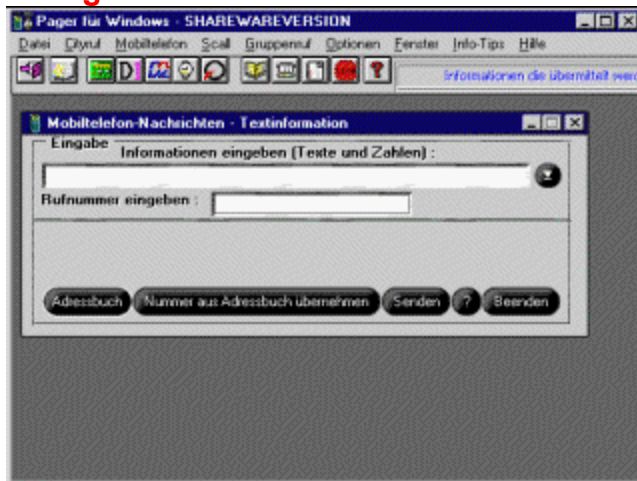 Pager für Windows - SHAREWAREVERSION
Datei Cityruf Mobiltelefon Scall Gruppenruf Optionen Fenster Info-Tips Hilfe
D ?
Informationen die übermittelt werd
Mobiltelefon-Nachrichten - Textinformation
Eingabe
Informationen eingeben (Texte und Zahlen) :
Rufnummer eingeben :
Adressbuch Nummer aus Adressbuch übernehmen Senden ? Beenden